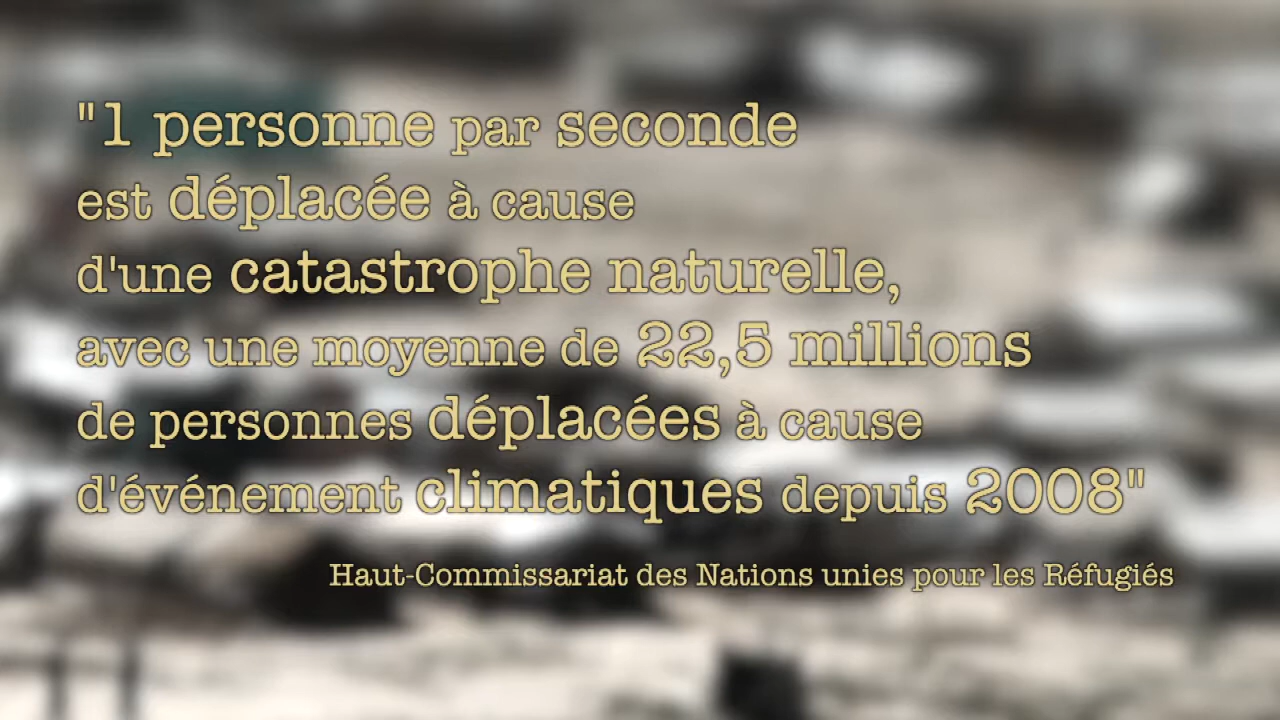 "1 personne par seconde
est déplacée à cause
d'une catastrophe naturelle,
avec une moyenne de 22,5 millions
de personnes déplacées à cause
d'événement climatiques depuis 2008"
Haut-Commissariat des Nations unies pour les Réfugiés